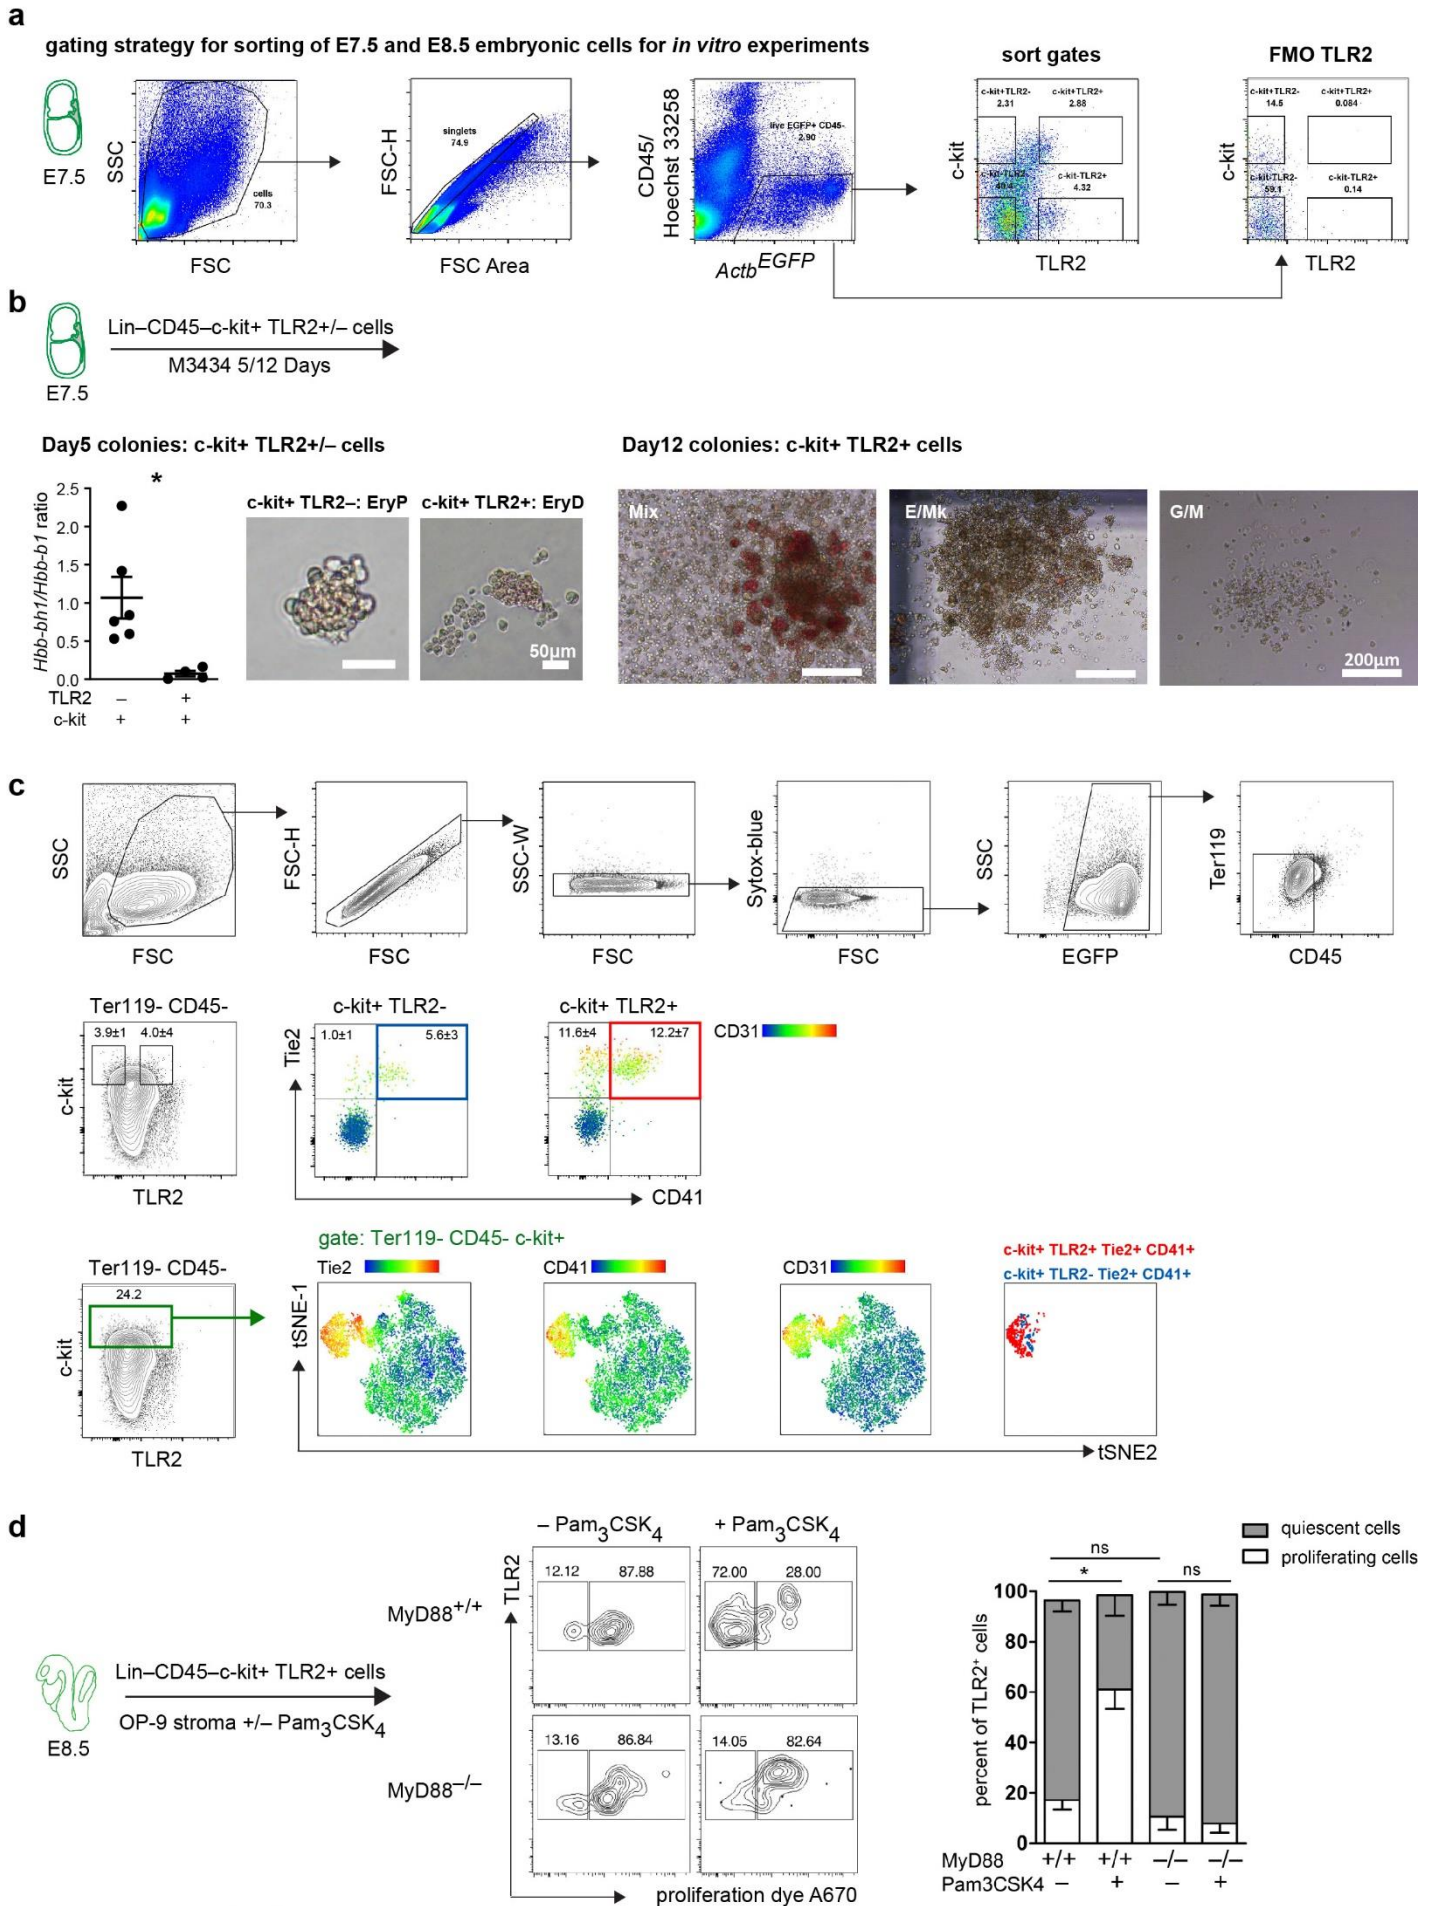 a
gating strategy for sorting of E7.5 and E8.5 embryonic cells for in vitro experiments
sort gates
FMO TLR2
E7.5
SSC
cells
70.3
FSC
FSC-H
singlets
74.9
FSC Area
CD45/
Hoechst 33258
live EGFP+ CD45-
2.90
Actb^EGFP
c-kit
c-kit+TLR2-
2.31
c-kit+TLR2+
2.88
c-kit-TLR2-
c-kit-TLR2+
4.32
TLR2
c-kit
c-kit+TLR2-
14.5
c-kit+TLR2+
0.084
c-kit-TLR2-
59.1
c-kit-TLR2+
0.14
TLR2
b
E7.5
Lin–CD45–c-kit+ TLR2+/– cells
M3434 5/12 Days
Day5 colonies: c-kit+ TLR2+/– cells
Day12 colonies: c-kit+ TLR2+ cells
Hbb-bh1/Hbb-b1 ratio
2.5
2.0
1.5
1.0
0.5
0.0
*
TLR2 – +
c-kit + +
c-kit+ TLR2–: EryP
c-kit+ TLR2+: EryD
50µm
Mix
E/Mk
G/M
200µm
c
SSC
FSC
FSC-H
FSC
SSC-W
FSC
Sytox-blue
FSC
SSC
EGFP
Ter119
CD45
Ter119- CD45-
3.9±1 4.0±4
c-kit
TLR2
c-kit+ TLR2-
Tie2
1.0±1 5.6±3
c-kit+ TLR2+
11.6±4 12.2±7
CD41
CD31
Ter119- CD45-
24.2
c-kit
TLR2
gate: Ter119- CD45- c-kit+
Tie2
CD41
CD31
c-kit+ TLR2+ Tie2+ CD41+
c-kit+ TLR2- Tie2+ CD41+
tSNE-1
tSNE2
d
E8.5
Lin–CD45–c-kit+ TLR2+ cells
OP-9 stroma +/– Pam3CSK4
– Pam3CSK4
+ Pam3CSK4
TLR2
MyD88+/+
12.12 87.88
72.00 28.00
MyD88–/–
13.16 86.84
14.05 82.64
proliferation dye A670
quiescent cells
proliferating cells
ns
*
ns
percent of TLR2+ cells
100
80
60
40
20
0
MyD88 +/+ +/+ –/– –/–
Pam3CSK4 – + – +